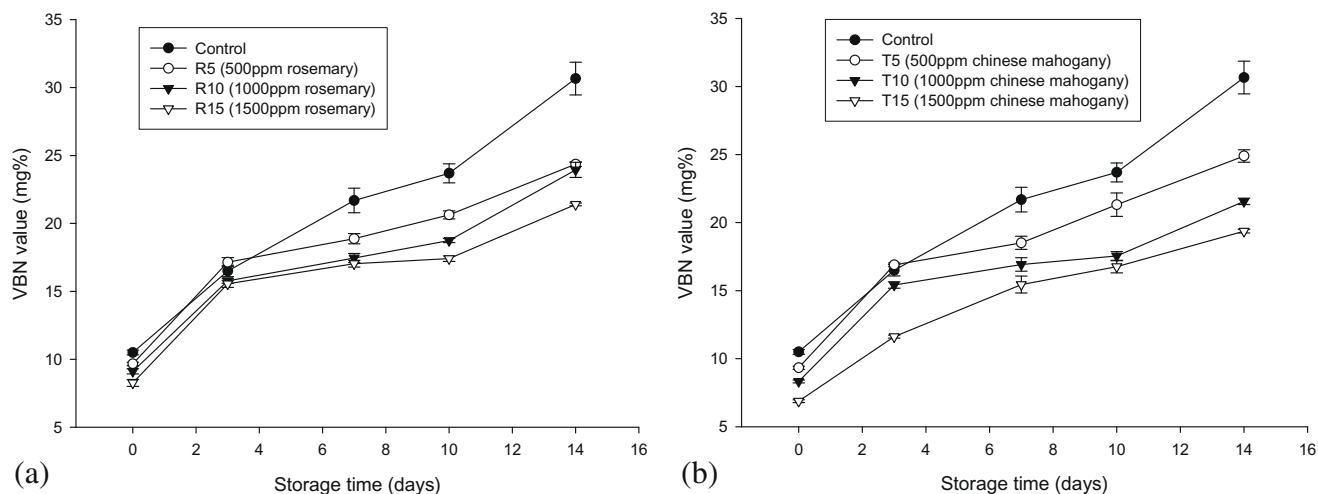 35
30
25
20
15
10
5
VBN value (mg%)
Control
R5 (500ppm rosemary)
R10 (1000ppm rosemary)
R15 (1500ppm rosemary)
0 2 4 6 8 10 12 14 16
Storage time (days)
(a)
35
30
25
20
15
10
5
VBN value (mg%)
Control
T5 (500ppm chinese mahogany)
T10 (1000ppm chinese mahogany)
T15 (1500ppm chinese mahogany)
0 2 4 6 8 10 12 14 16
Storage time (days)
(b)